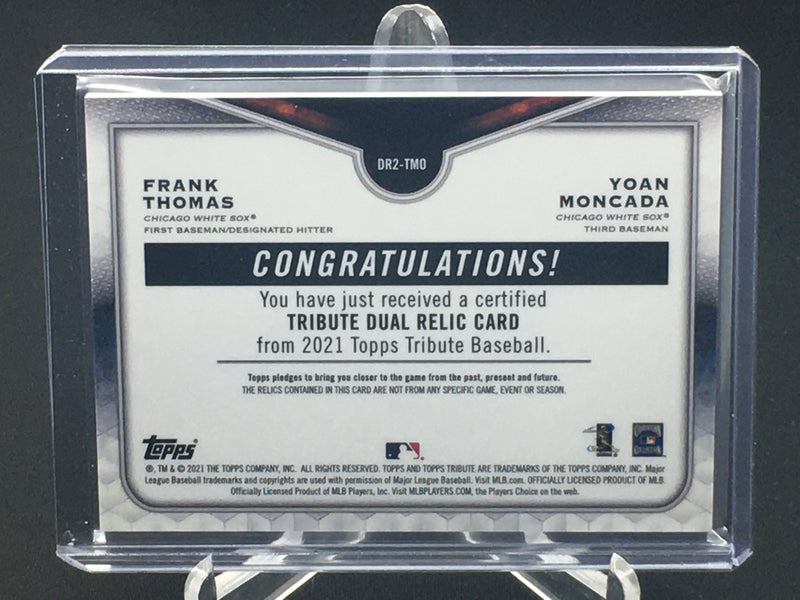 DR2-TMO
FRANK
THOMAS
CHICAGO WHITE SOX®
FIRST BASEMAN/DESIGNATED HITTER
YOAN
MONCADA
CHICAGO WHITE SOX®
THIRD BASEMAN
CONGRATULATIONS!
You have just received a certified
TRIBUTE DUAL RELIC CARD
from 2021 Topps Tribute Baseball.
Topps pledges to bring you closer to the game from the past, present and future.
THE RELICS CONTAINED IN THIS CARD ARE NOT FROM ANY SPECIFIC GAME, EVENT OR SEASON.
topps
®, TM & © 2021 THE TOPPS COMPANY, INC. ALL RIGHTS RESERVED. TOPPS AND TOPPS TRIBUTE ARE TRADEMARKS OF THE TOPPS COMPANY, INC. Major
League Baseball trademarks and copyrights are used with permission of Major League Baseball. Visit MLB.com. OFFICIALLY LICENSED PRODUCT OF MLB.
Officially Licensed Product of MLB Players, Inc. Visit MLBPLAYERS.COM, the Players Choice on the web.